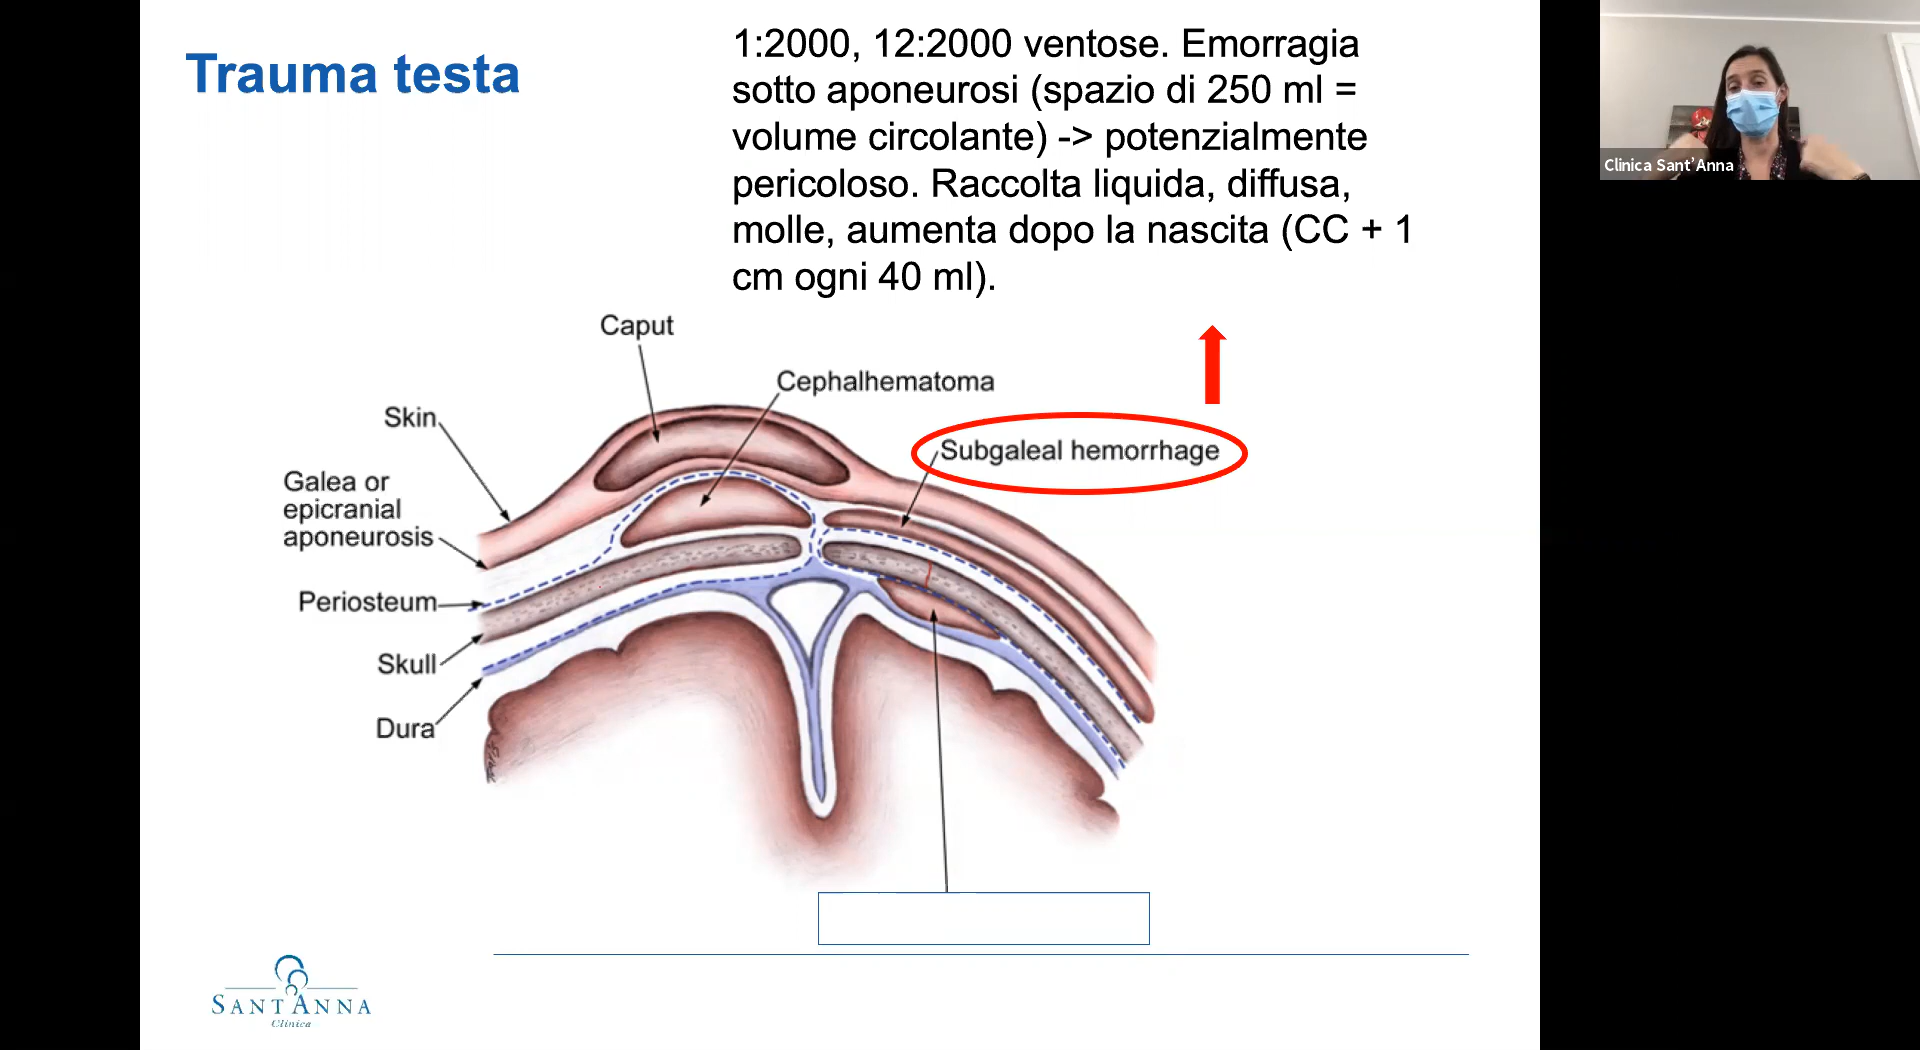 Trauma testa
1:2000, 12:2000 ventose. Emorragia
sotto aponeurosi (spazio di 250 ml =
volume circolante) -> potenzialmente
pericoloso. Raccolta liquida, diffusa,
molle, aumenta dopo la nascita (CC + 1
cm ogni 40 ml).
Clinica Sant'Anna
Caput
Cephalhematoma
Skin
Subgaleal hemorrhage
Galea or
epicranial
aponeurosis
Periosteum
Skull
Dura
SANT'ANNA
Clinica